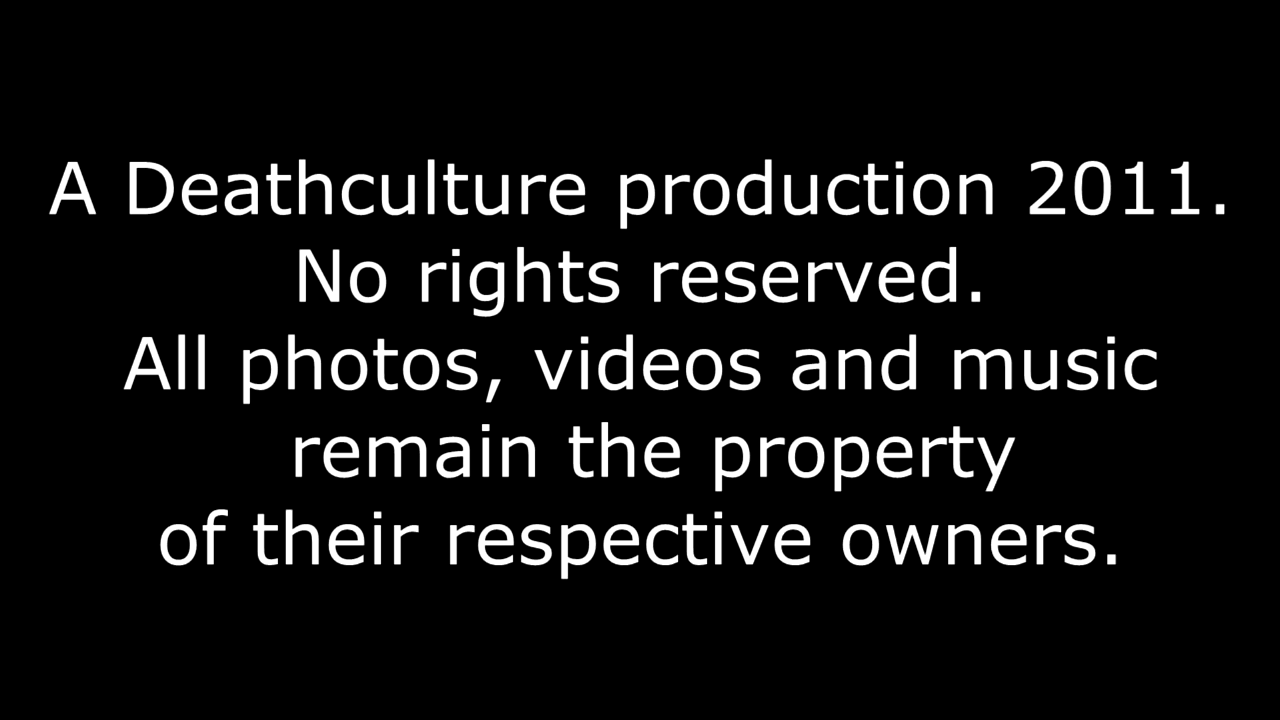 A Deathculture production 2011.
No rights reserved.
All photos, videos and music
remain the property
of their respective owners.